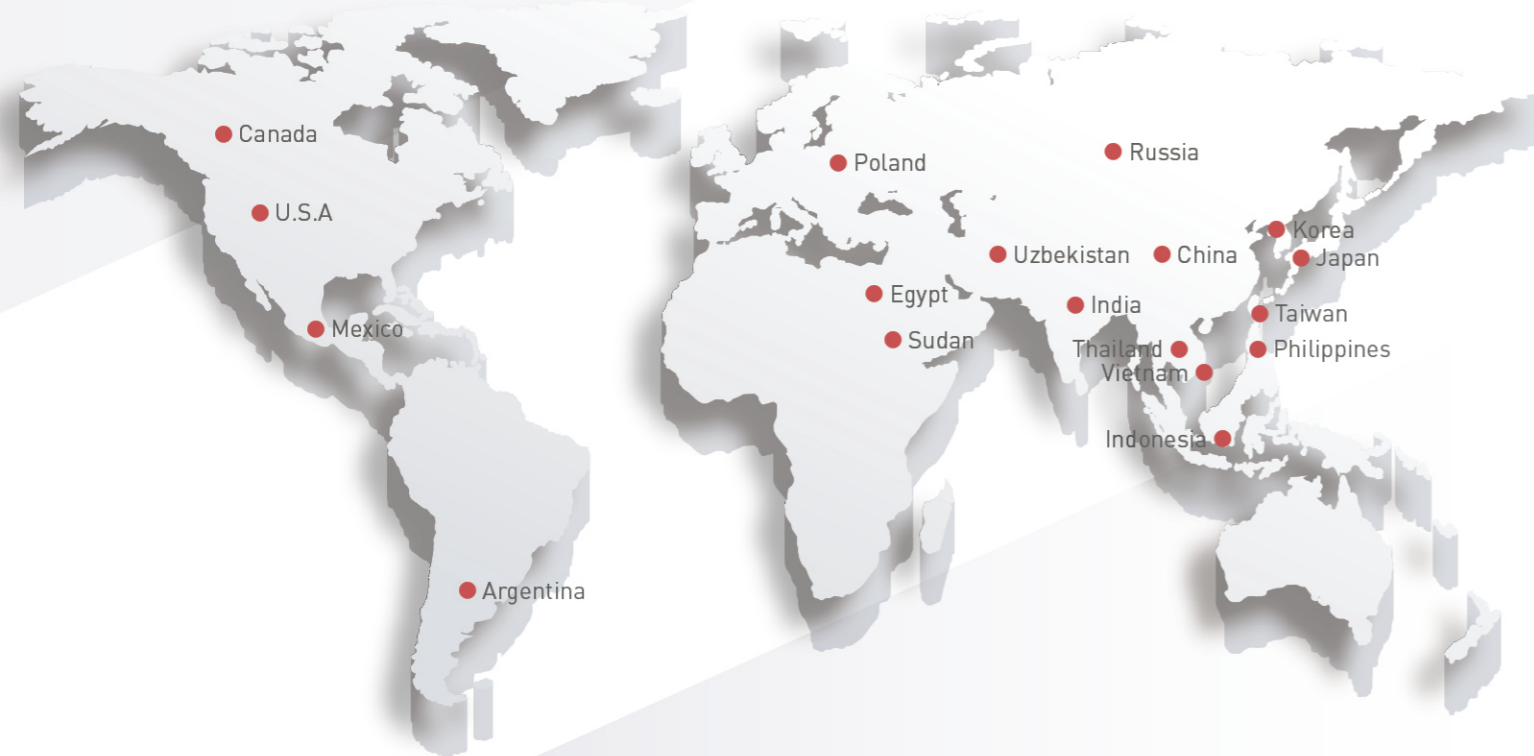 Canada
Poland
Russia
U.S.A
Korea
Uzbekistan
China
Japan
Egypt
India
Taiwan
Mexico
Sudan
Thailand
Philippines
Vietnam
Indonesia
Argentina